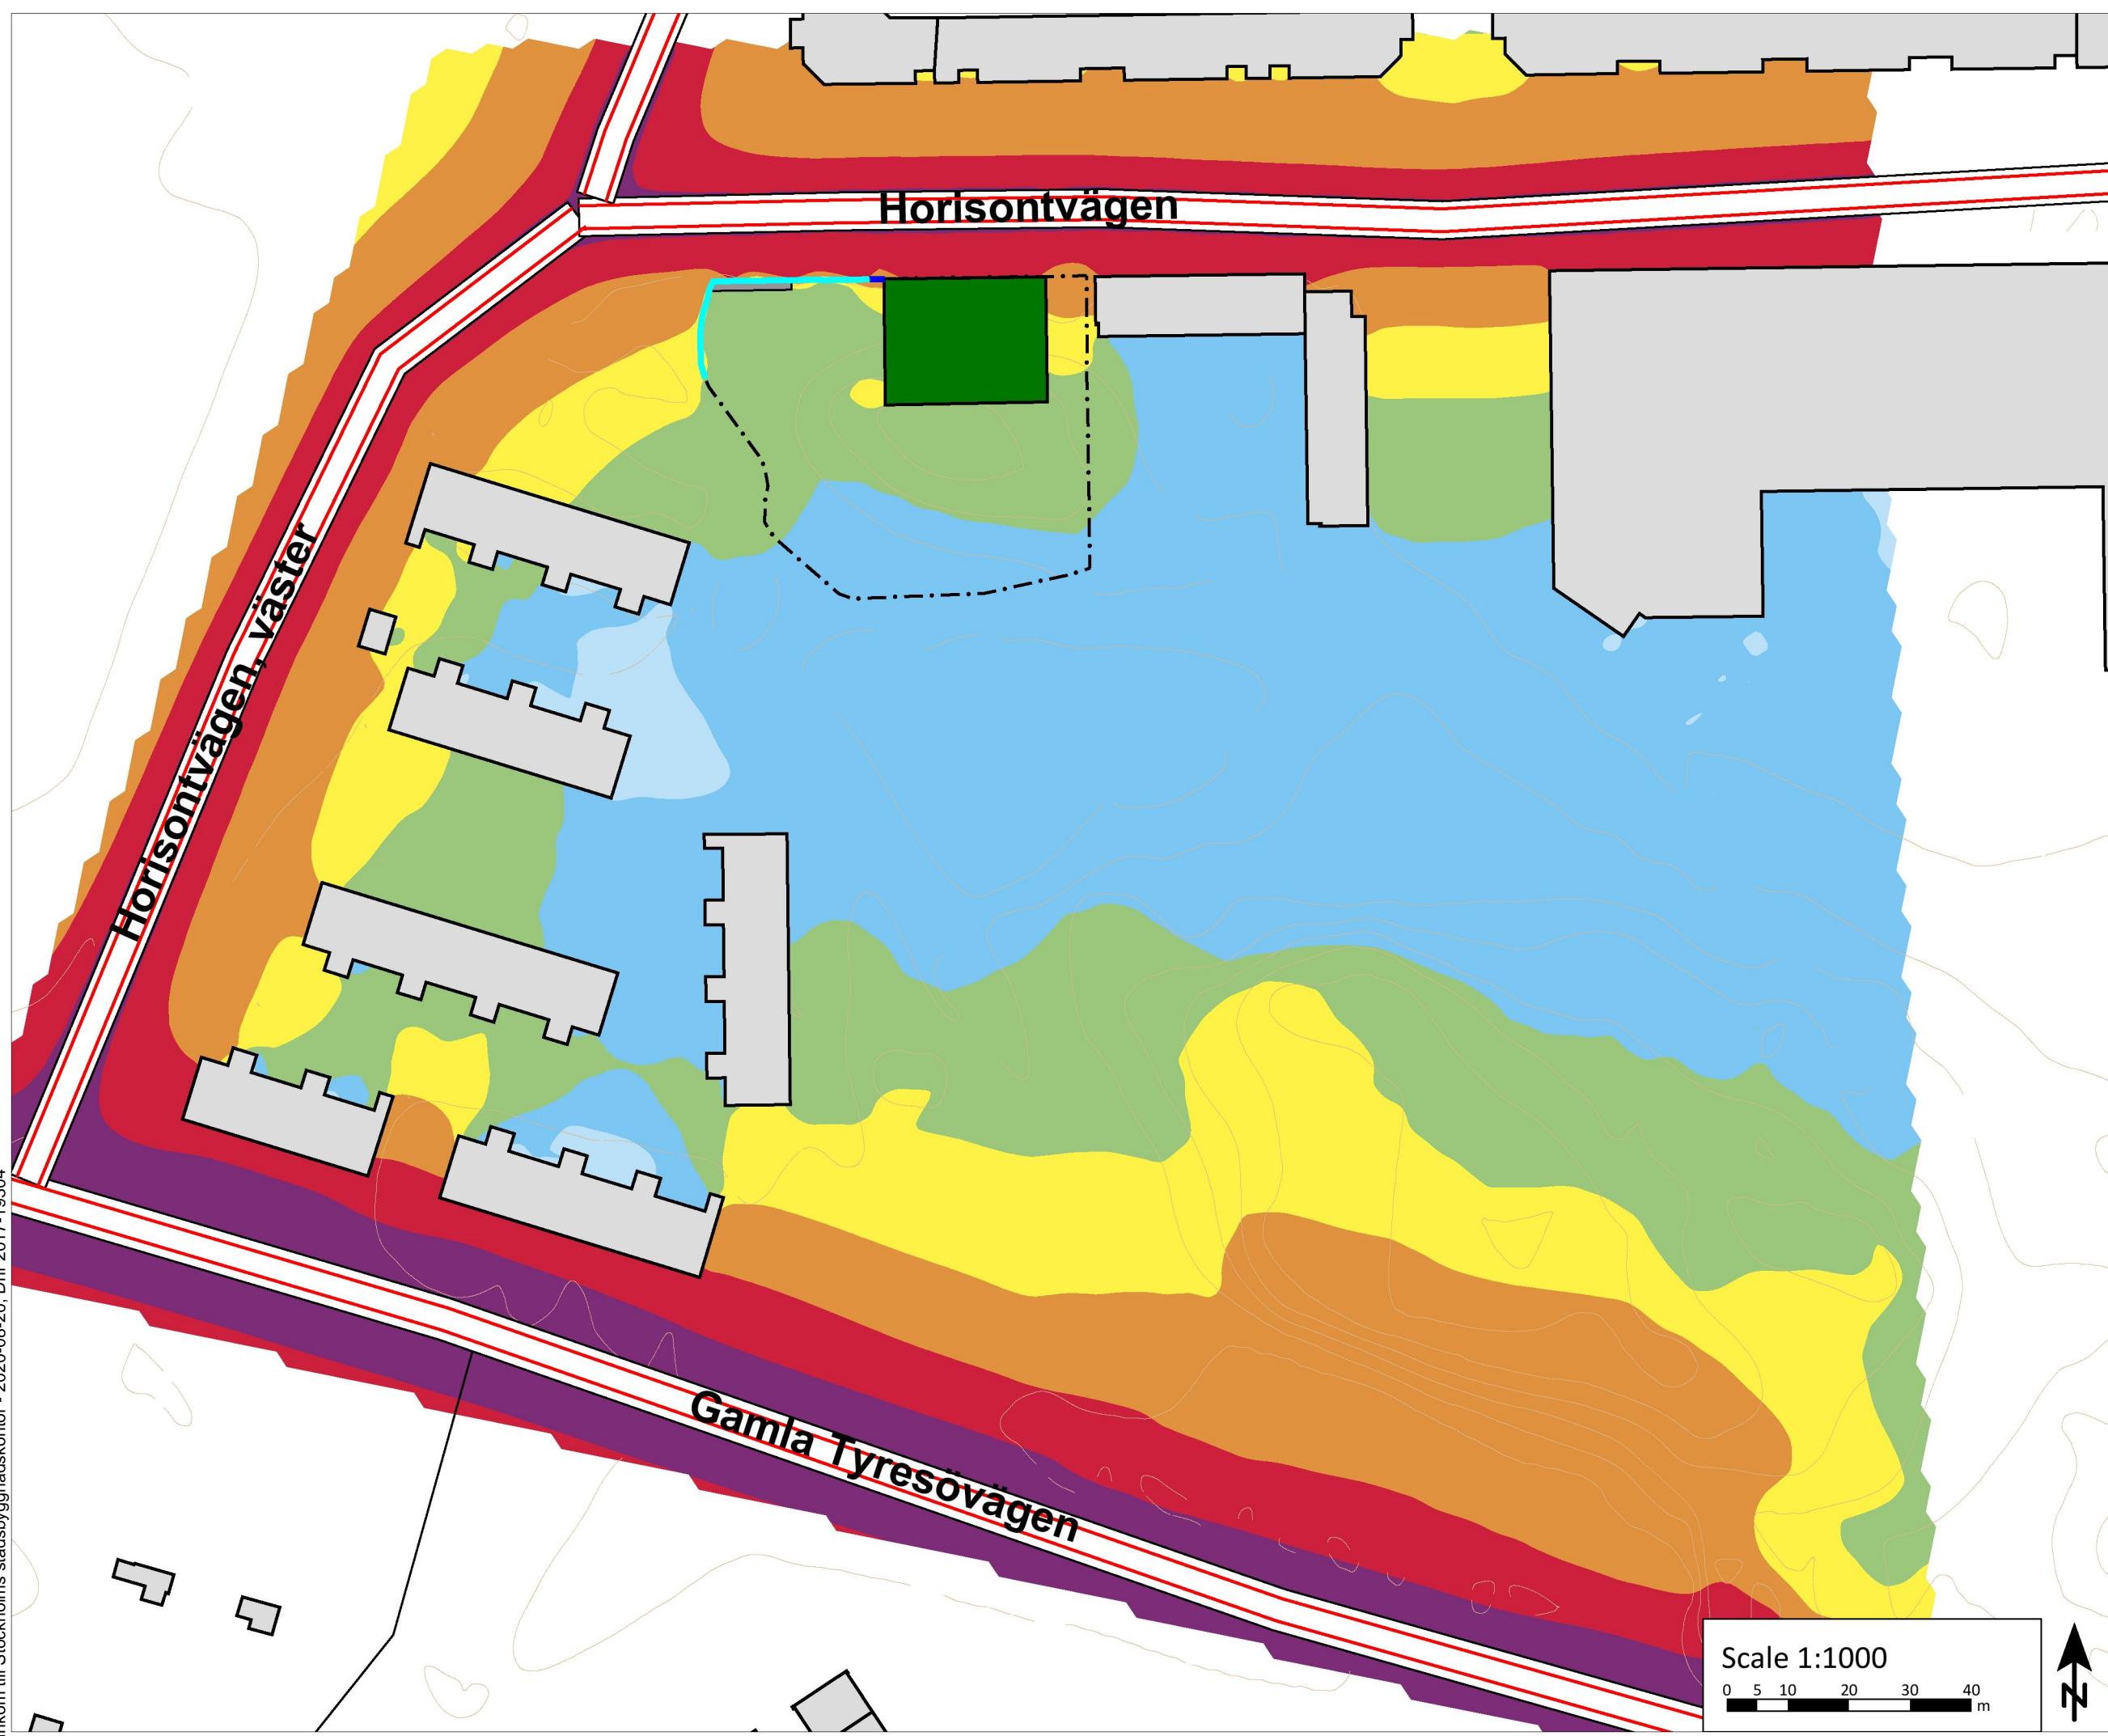 Horisontvägen
Horisontvägen, väster
Gamla Tyresövägen
Scale 1:1000
0 5 10 20 30 40
m
N